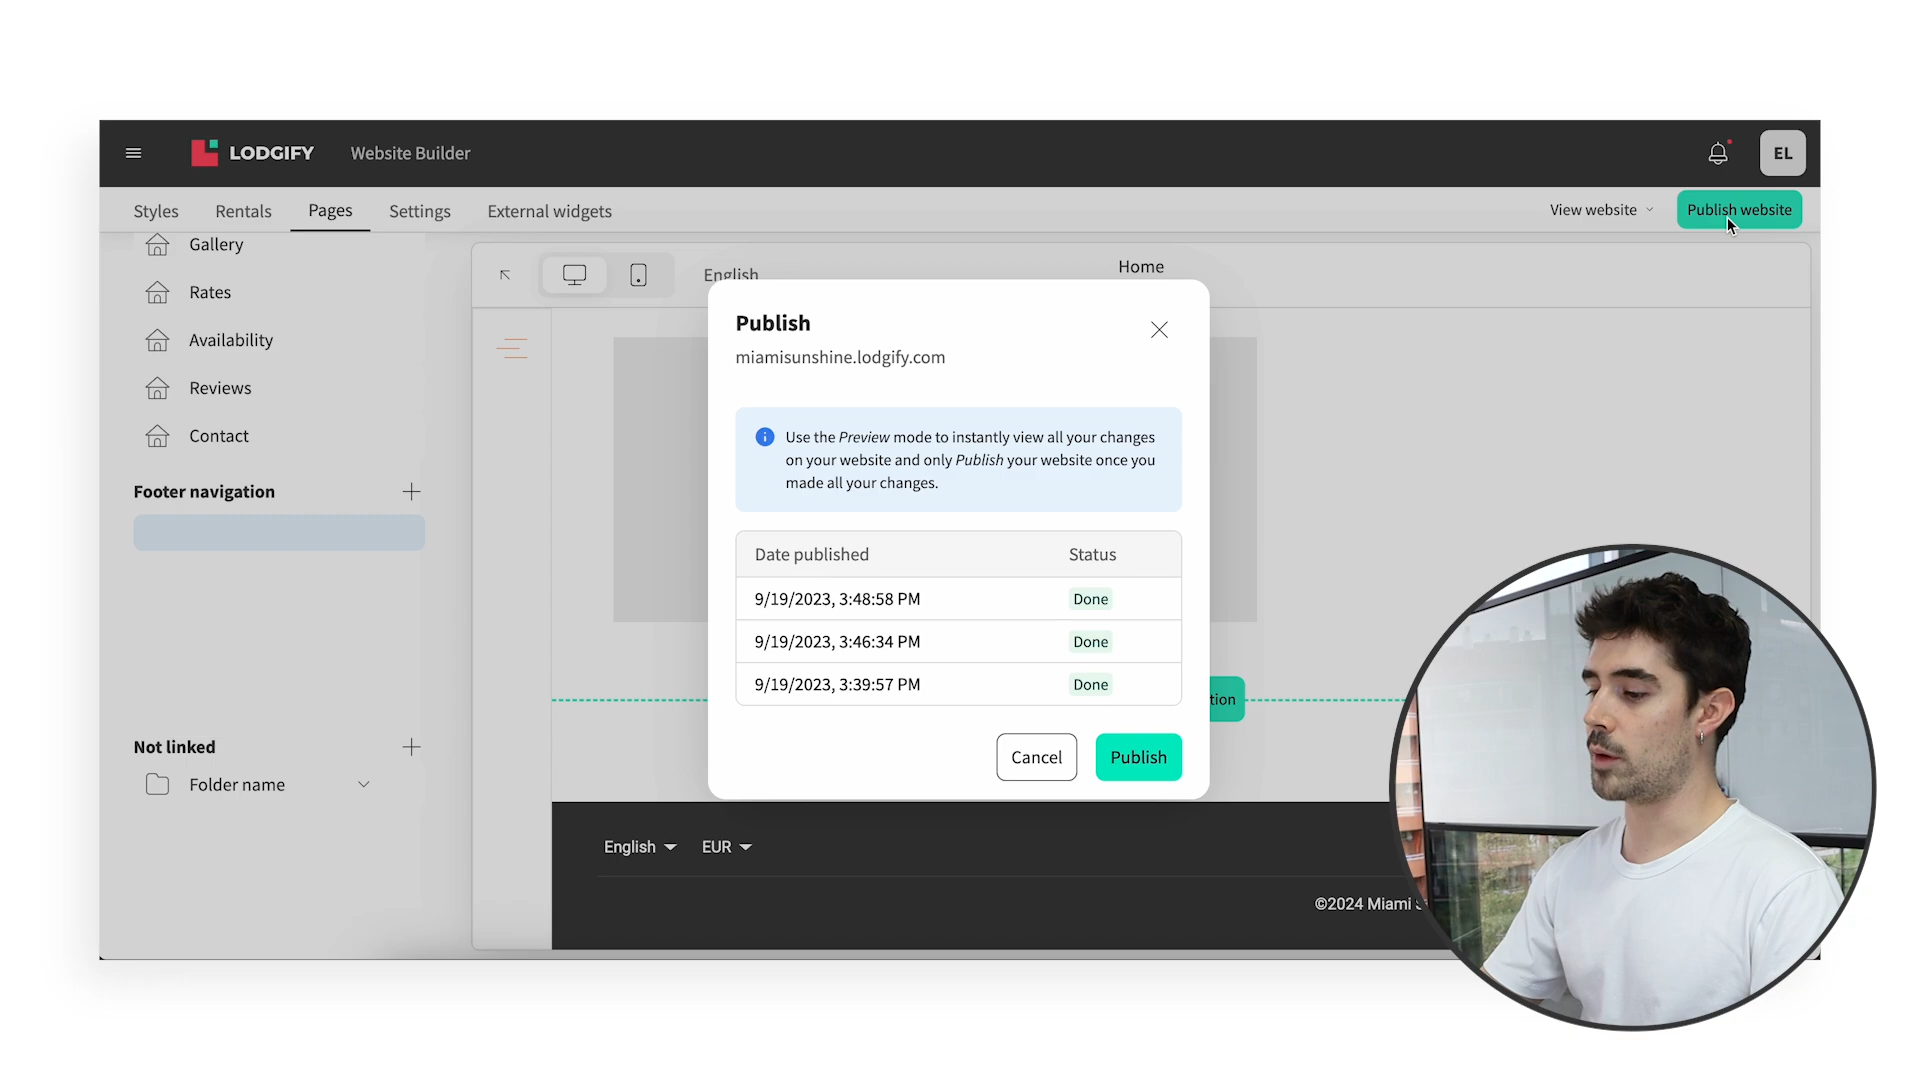 LODGIFY
Website Builder
EL
Styles
Rentals
Pages
Settings
External widgets
View website
Publish website
Gallery
Rates
Availability
Reviews
Contact
Footer navigation
Not linked
Folder name
English
Home
Publish
miamisunshine.lodgify.com
Use the Preview mode to instantly view all your changes
on your website and only Publish your website once you
made all your changes.
Date published
Status
9/19/2023, 3:48:58 PM
Done
9/19/2023, 3:46:34 PM
Done
9/19/2023, 3:39:57 PM
Done
Cancel
Publish
tion
English
EUR
©2024 Miami